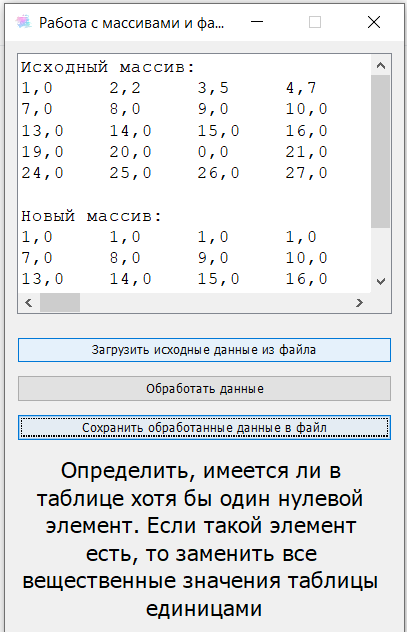 Работа с массивами и фа...
Исходный массив:
1,0 2,2 3,5 4,7
7,0 8,0 9,0 10,0
13,0 14,0 15,0 16,0
19,0 20,0 0,0 21,0
24,0 25,0 26,0 27,0
Новый массив:
1,0 1,0 1,0 1,0
7,0 8,0 9,0 10,0
13,0 14,0 15,0 16,0
Загрузить исходные данные из файла
Обработать данные
Сохранить обработанные данные в файл
Определить, имеется ли в
таблице хотя бы один нулевой
элемент. Если такой элемент
есть, то заменить все
вещественные значения таблицы
единицами